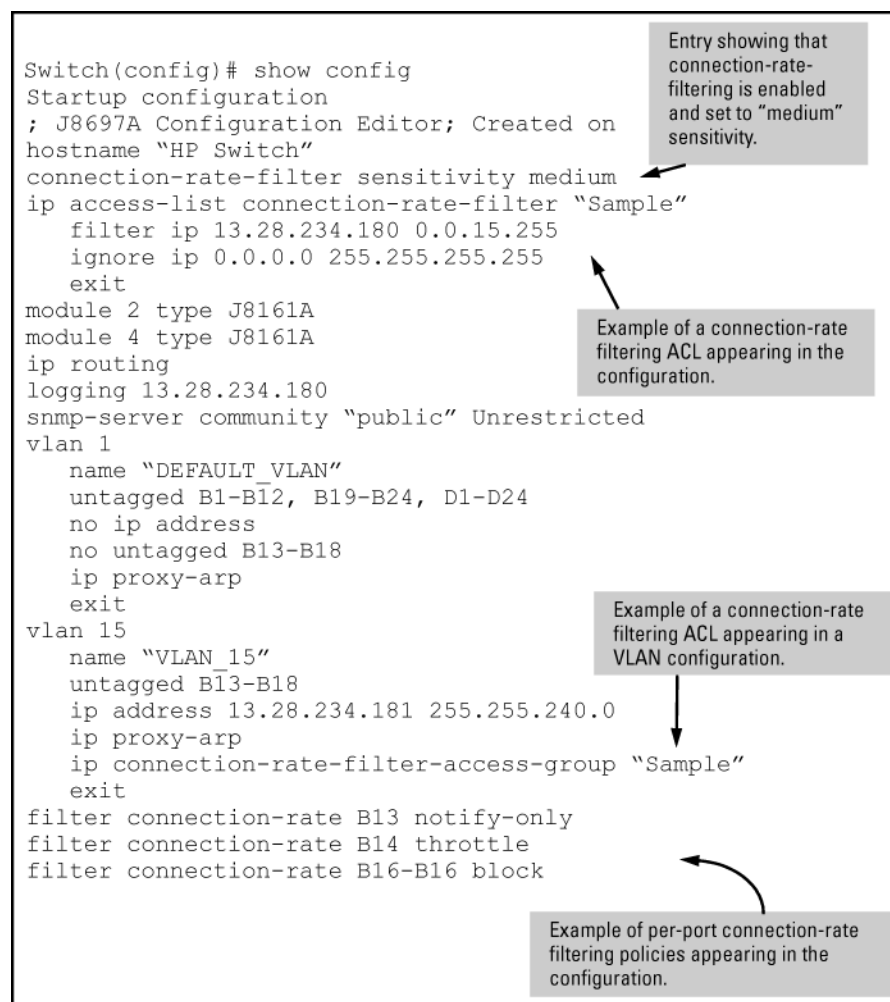 Switch(config)# show config
Startup configuration
; J8697A Configuration Editor; Created on
hostname “HP Switch”
connection-rate-filter sensitivity medium
ip access-list connection-rate-filter “Sample”
filter ip 13.28.234.180 0.0.15.255
ignore ip 0.0.0.0 255.255.255.255
exit
module 2 type J8161A
module 4 type J8161A
ip routing
logging 13.28.234.180
snmp-server community “public” Unrestricted
vlan 1
name “DEFAULT_VLAN”
untagged B1-B12, B19-B24, D1-D24
no ip address
no untagged B13-B18
ip proxy-arp
exit
vlan 15
name “VLAN_15”
untagged B13-B18
ip address 13.28.234.181 255.255.240.0
ip proxy-arp
ip connection-rate-filter-access-group “Sample”
exit
filter connection-rate B13 notify-only
filter connection-rate B14 throttle
filter connection-rate B16-B16 block
Entry showing that
connection-rate-
filtering is enabled
and set to “medium”
sensitivity.
Example of a connection-rate
filtering ACL appearing in the
configuration.
Example of a connection-rate
filtering ACL appearing in a
VLAN configuration.
Example of per-port connection-rate
filtering policies appearing in the
configuration.